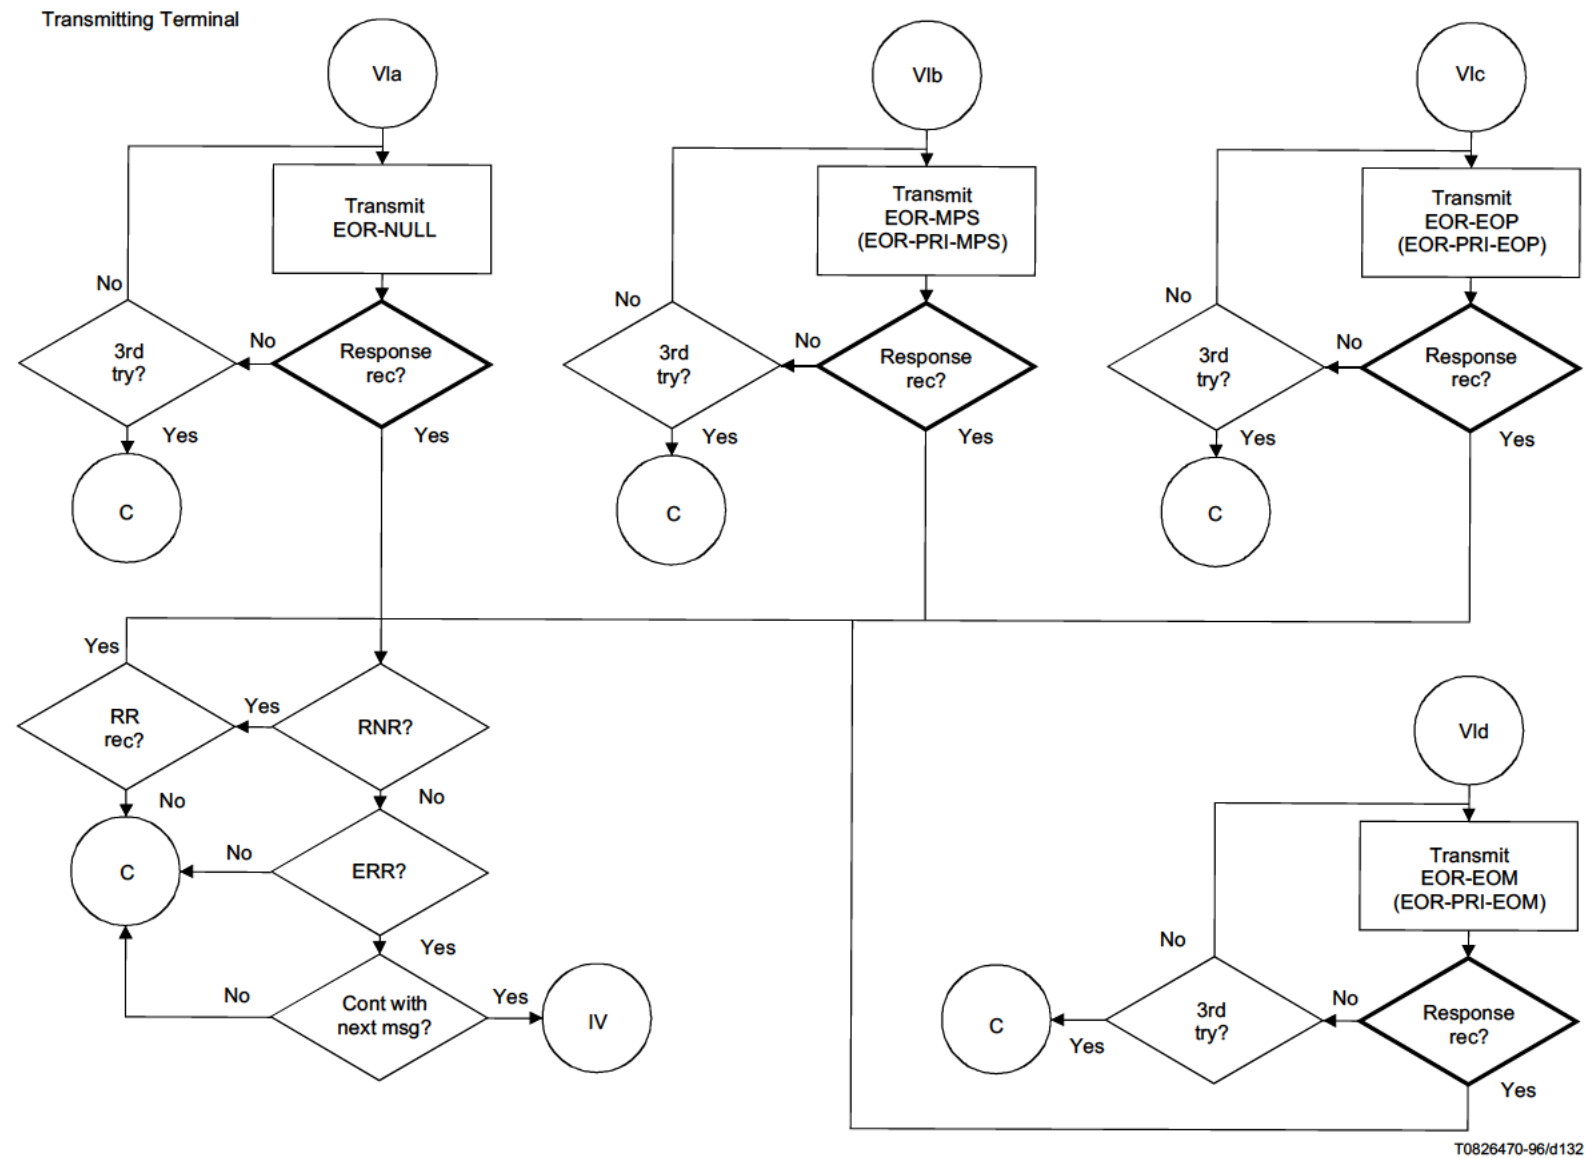 Transmitting Terminal
VIa
VIb
VIc
Transmit
EOR-NULL
Transmit
EOR-MPS
(EOR-PRI-MPS)
Transmit
EOR-EOP
(EOR-PRI-EOP)
No
No
No
3rd
try?
No
Response
rec?
3rd
try?
No
Response
rec?
3rd
try?
No
Response
rec?
Yes
Yes
Yes
Yes
Yes
Yes
C
C
C
Yes
RR
rec?
Yes
RNR?
VId
No
No
C
No
ERR?
Transmit
EOR-EOM
(EOR-PRI-EOM)
Yes
No
No
Cont with
next msg?
Yes
IV
C
Yes
3rd
try?
No
Response
rec?
Yes
T0826470-96/d132